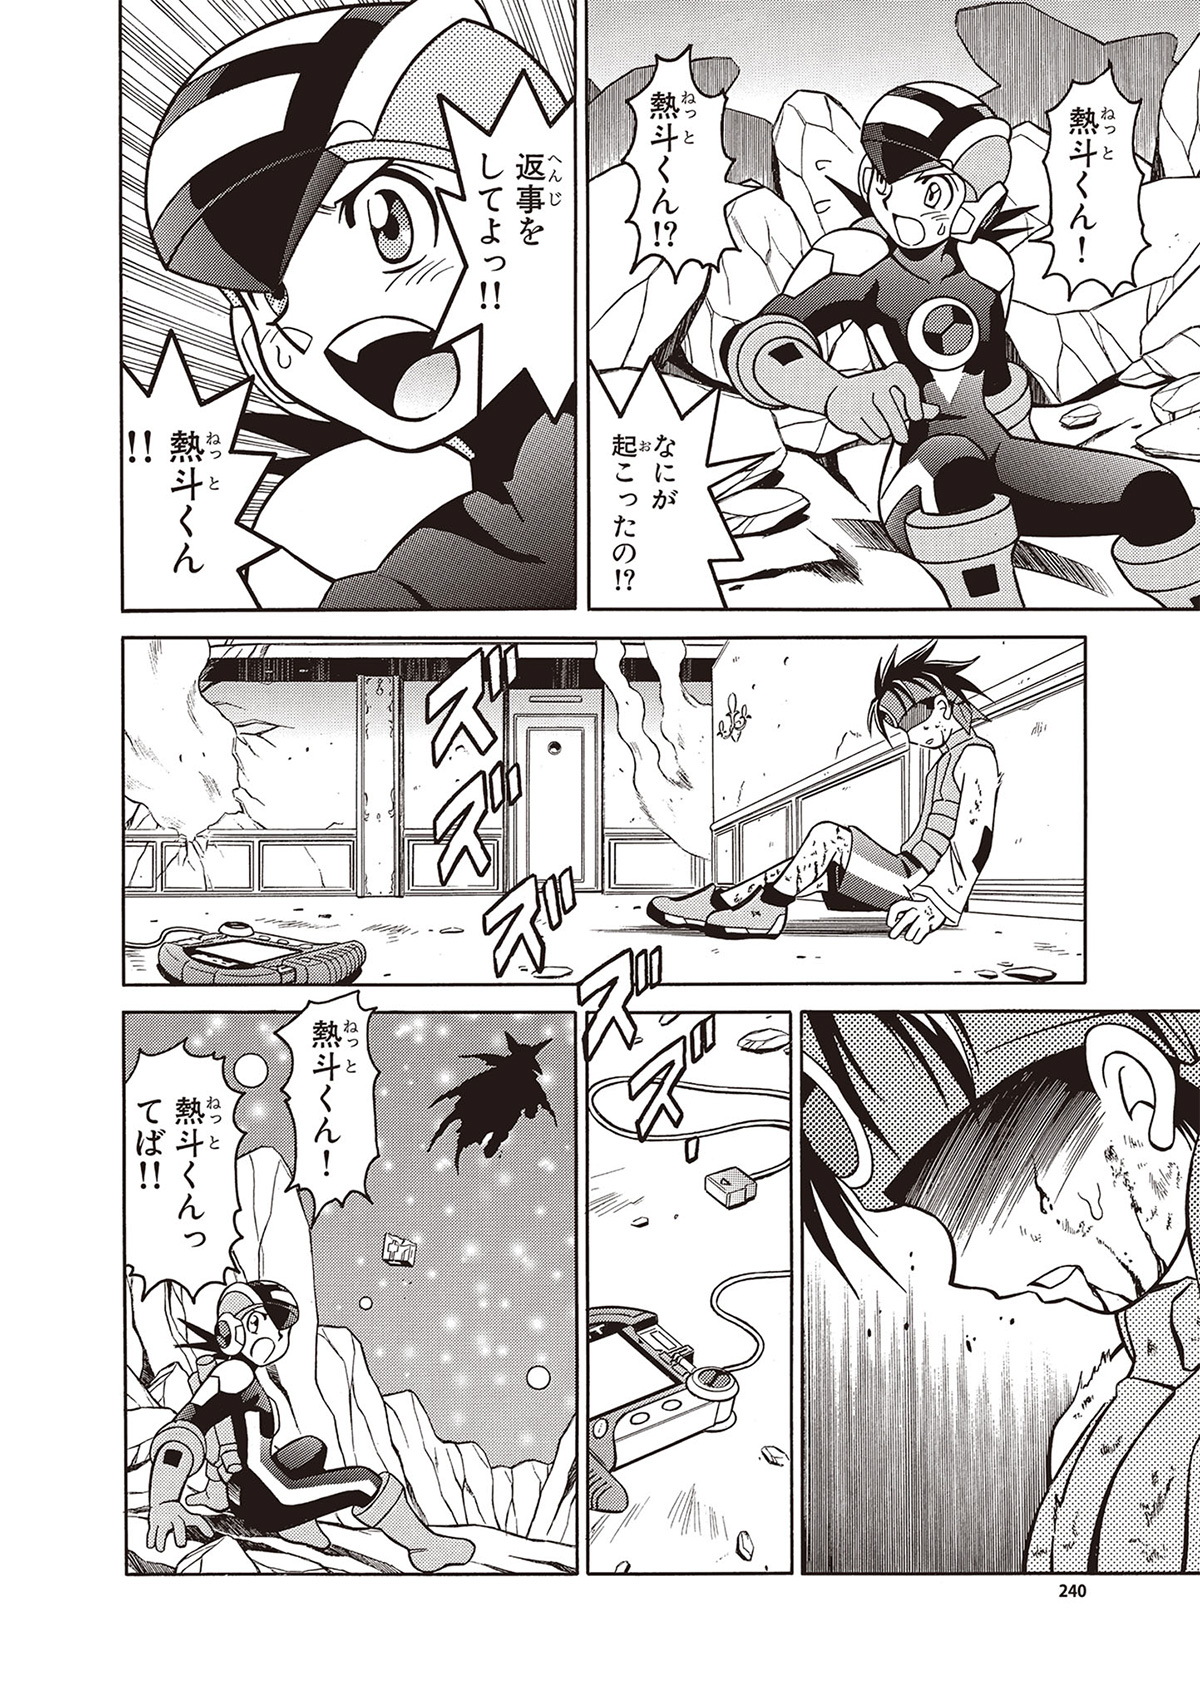 熱斗くん！
熱斗くん!?
なにが
起こったの!?
返事を
してよっ!!
熱斗くん
!!
ズズズズ
ズズ…
熱斗くん！
熱斗くんっ
てば!!
240